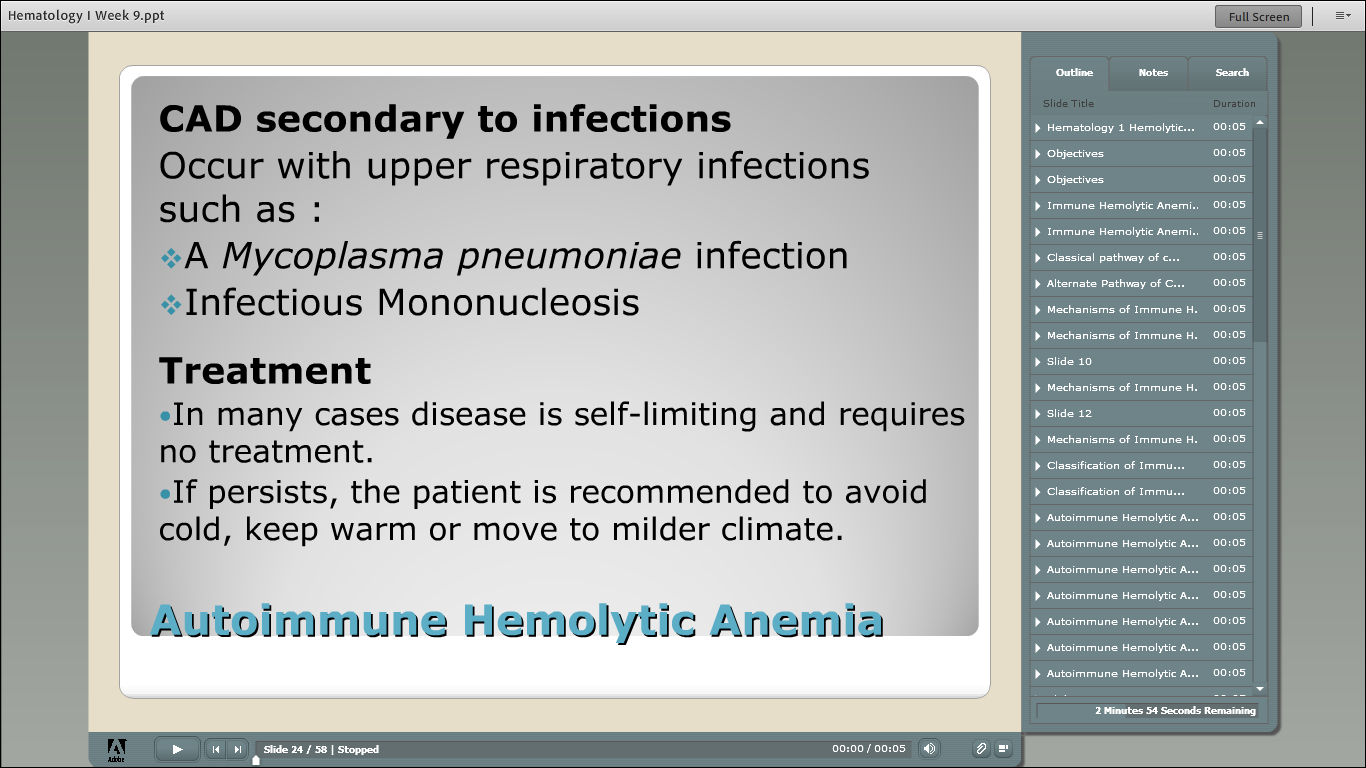 Hematology I Week 9.ppt
Full Screen
CAD secondary to infections
Occur with upper respiratory infections
such as :
A Mycoplasma pneumoniae infection
Infectious Mononucleosis
Treatment
In many cases disease is self-limiting and requires
no treatment.
If persists, the patient is recommended to avoid
cold, keep warm or move to milder climate.
Autoimmune Hemolytic Anemia
Outline Notes Search
Slide Title Duration
Hematology 1 Hemolytic... 00:05
Objectives 00:05
Objectives 00:05
Immune Hemolytic Anemi.. 00:05
Immune Hemolytic Anemi.. 00:05
Classical pathway of c... 00:05
Alternate Pathway of C... 00:05
Mechanisms of Immune H. 00:05
Mechanisms of Immune H. 00:05
Slide 10 00:05
Mechanisms of Immune H. 00:05
Slide 12 00:05
Mechanisms of Immune H. 00:05
Classification of Immu... 00:05
Classification of Immu... 00:05
Autoimmune Hemolytic A... 00:05
Autoimmune Hemolytic A... 00:05
Autoimmune Hemolytic A... 00:05
Autoimmune Hemolytic A... 00:05
Autoimmune Hemolytic A... 00:05
Autoimmune Hemolytic A... 00:05
Autoimmune Hemolytic A... 00:05
2 Minutes 54 Seconds Remaining
Adobe
Slide 24 / 58 | Stopped
00:00 / 00:05